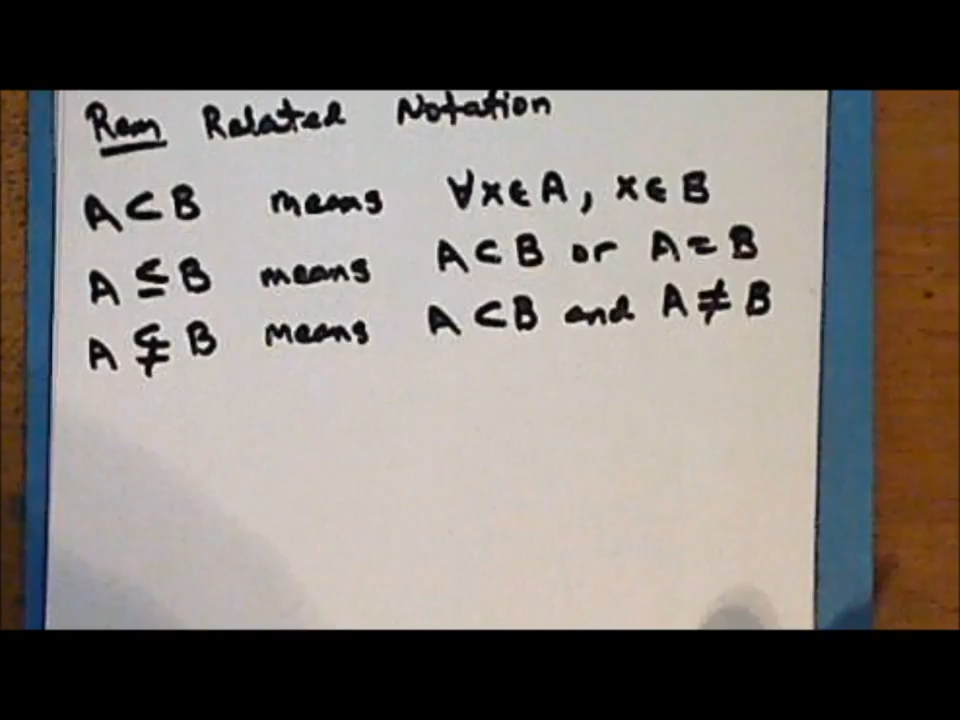 Rem Related Notation
A ⊂ B means ∀x∈A, x∈B
A ⊆ B means A ⊂ B or A = B
A ⊊ B means A ⊂ B and A ≠ B